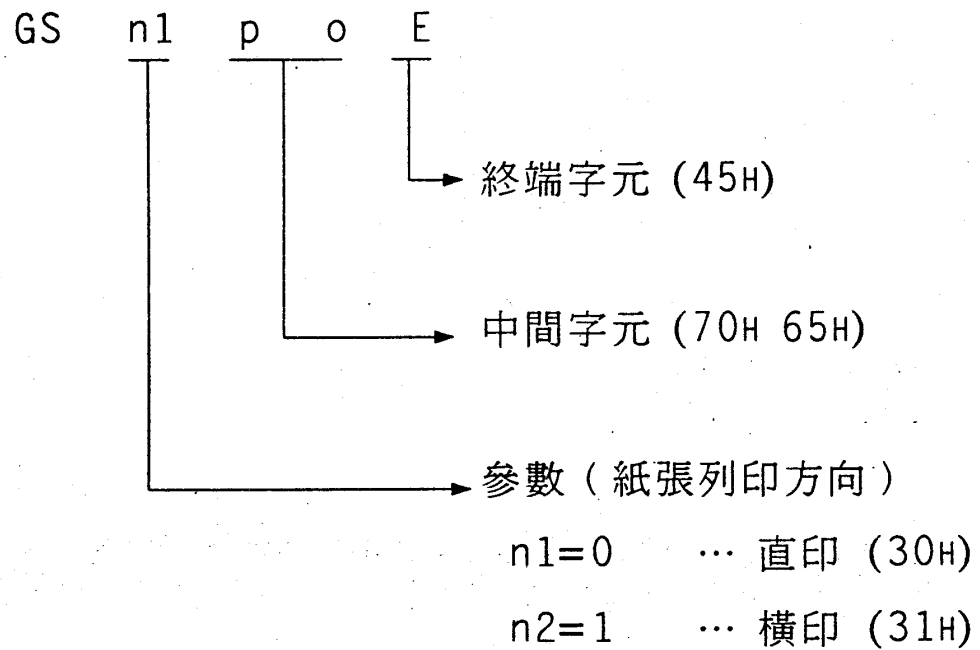 GS n1 p o E
終端字元 (45H)
中間字元 (70H 65H)
參數(紙張列印方向)
n1=0 … 直印 (30H)
n2=1 … 橫印 (31H)